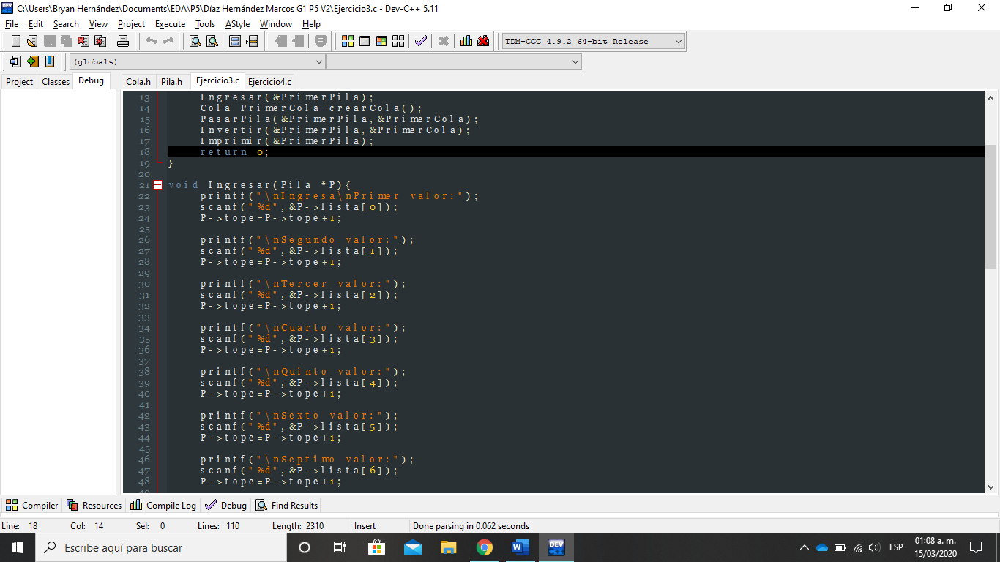 C:\Users\Bryan Hernández\Documents\EDA\P5\Díaz Hernández Marcos G1 P5 V2\Ejercicio3.c - Dev-C++ 5.11
File Edit Search View Project Execute Tools AStyle Window Help
TDM-GCC 4.9.2 64-bit Release
(globals)
Project Classes Debug Cola.h Pila.h Ejercicio3.c Ejercicio4.c
13 Ingresar(&PrimerPila);
14 Cola PrimerCola=crearCola();
15 PasarPila(&PrimerPila,&PrimerCola);
16 Invertir(&PrimerPila,&PrimerCola);
17 Imprimir(&PrimerPila);
18 return 0;
19 }
20
21 void Ingresar(Pila *P){
22 printf("\nIngresa\nPrimer valor:");
23 scanf("%d",&P->lista[0]);
24 P->tope=P->tope+1;
25
26 printf("\nSegundo valor:");
27 scanf("%d",&P->lista[1]);
28 P->tope=P->tope+1;
29
30 printf("\nTercer valor:");
31 scanf("%d",&P->lista[2]);
32 P->tope=P->tope+1;
33
34 printf("\nCuarto valor:");
35 scanf("%d",&P->lista[3]);
36 P->tope=P->tope+1;
37
38 printf("\nQuinto valor:");
39 scanf("%d",&P->lista[4]);
40 P->tope=P->tope+1;
41
42 printf("\nSexto valor:");
43 scanf("%d",&P->lista[5]);
44 P->tope=P->tope+1;
45
46 printf("\nSeptimo valor:");
47 scanf("%d",&P->lista[6]);
48 P->tope=P->tope+1;
Compiler Resources Compile Log Debug Find Results
Line: 18 Col: 14 Sel: 0 Lines: 110 Length: 2310 Insert Done parsing in 0.062 seconds
Escribe aquí para buscar
ESP
01:08 a. m.
15/03/2020